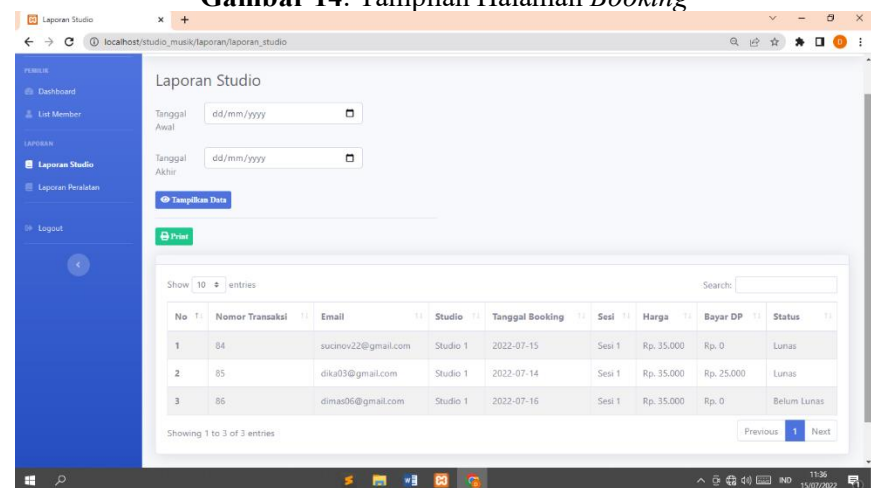 Gambar 14. Tampilan Halaman Booking
Laporan Studio
localhost/studio_musik/laporan/laporan_studio
PEMILIK
Dashboard
List Member
LAPORAN
Laporan Studio
Laporan Peralatan
Logout
Laporan Studio
Tanggal Awal dd/mm/yyyy
Tanggal Akhir dd/mm/yyyy
Tampilkan Data
Print
Show 10 entries Search:
No Nomor Transaksi Email Studio Tanggal Booking Sesi Harga Bayar DP Status
1 84 sucinov22@gmail.com Studio 1 2022-07-15 Sesi 1 Rp. 35.000 Rp. 0 Lunas
2 85 dika03@gmail.com Studio 1 2022-07-14 Sesi 1 Rp. 35.000 Rp. 25.000 Lunas
3 86 dimas06@gmail.com Studio 1 2022-07-16 Sesi 1 Rp. 35.000 Rp. 0 Belum Lunas
Showing 1 to 3 of 3 entries Previous 1 Next
IND 11:36
15/07/2022